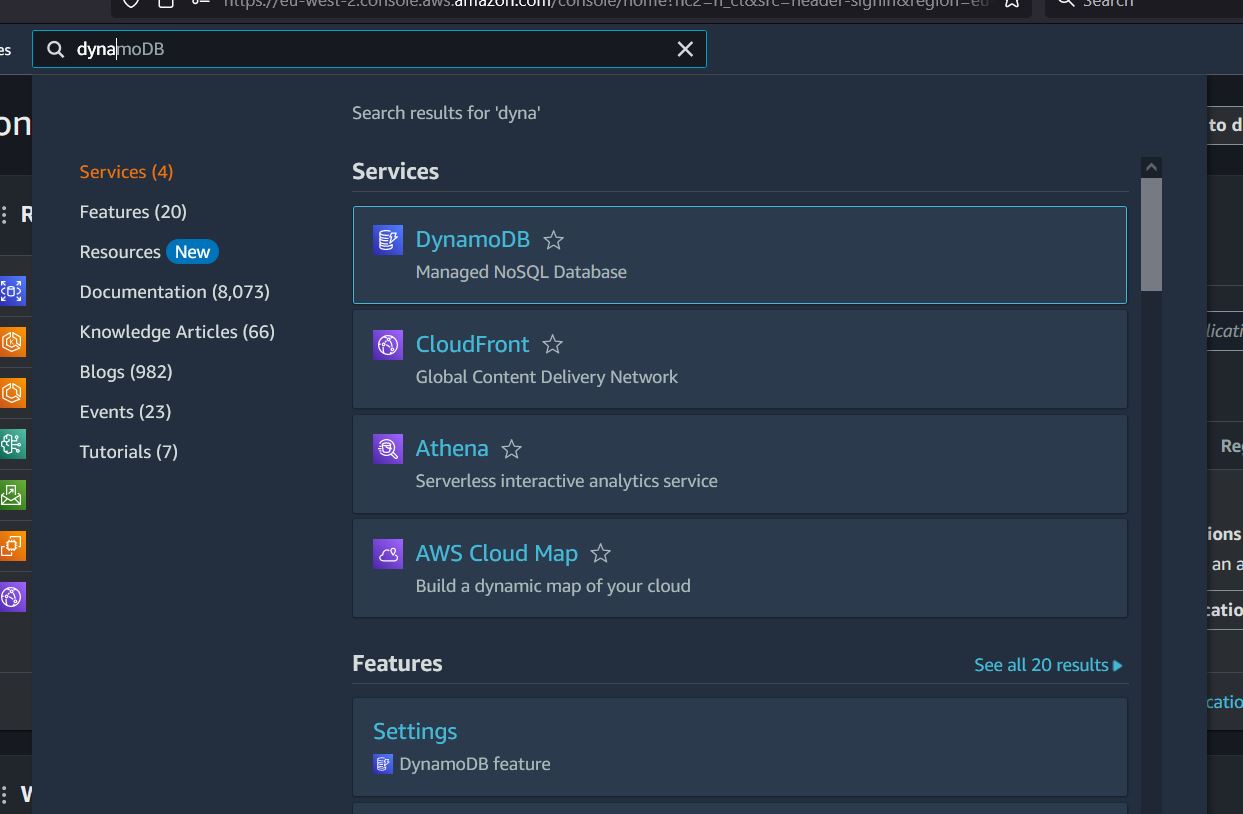 https://eu-west-2.console.aws.amazon.com/console/home?nc2=h_ct&src=header-signin&region=eu
Search
es
dynamoDB
on
to d
Search results for 'dyna'
Services (4)
Features (20)
Resources New
Documentation (8,073)
Knowledge Articles (66)
Blogs (982)
Events (23)
Tutorials (7)
Services
DynamoDB
Managed NoSQL Database
CloudFront
Global Content Delivery Network
Athena
Serverless interactive analytics service
AWS Cloud Map
Build a dynamic map of your cloud
Features
See all 20 results
Settings
DynamoDB feature
R
W
licati
Reg
ions
an a
catio
catio